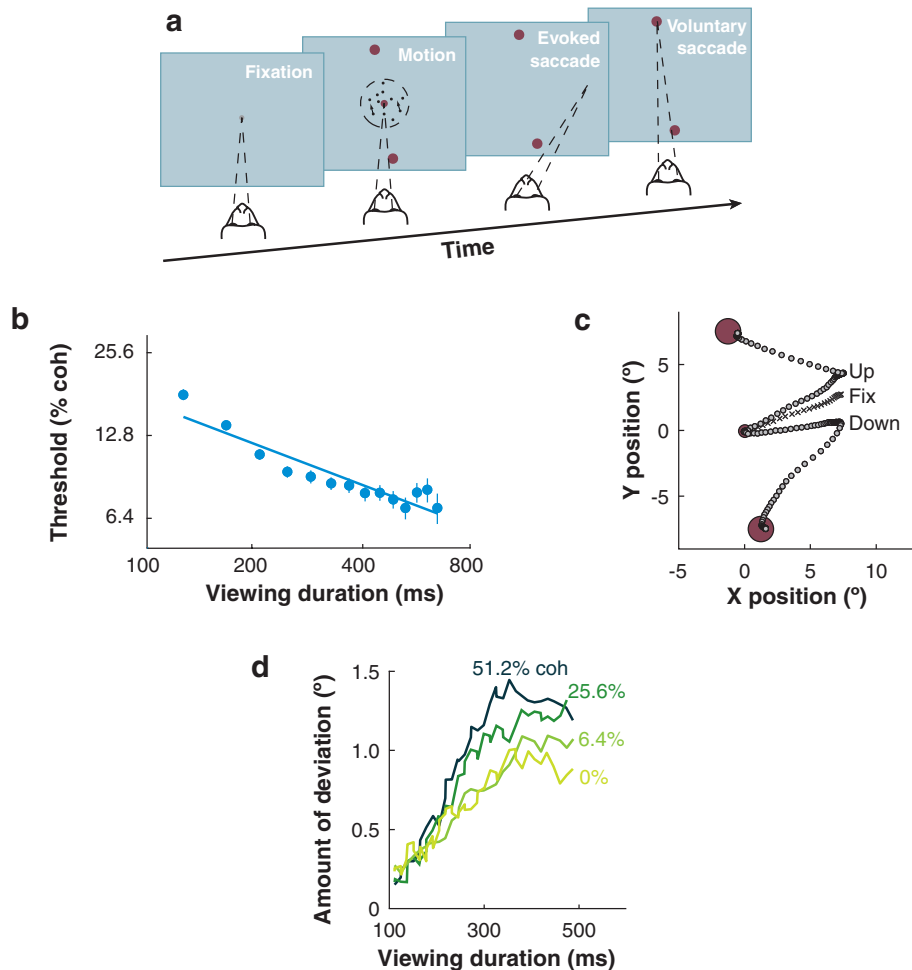 a
Fixation
Motion
Evoked
saccade
Voluntary
saccade
Time
b
Threshold (% coh)
25.6
12.8
6.4
100
200
400
800
Viewing duration (ms)
c
Y position (º)
5
0
-5
Up
Fix
Down
-5
0
5
10
X position (º)
d
Amount of deviation (º)
1.5
1.0
0.5
0
51.2% coh
25.6%
6.4%
0%
100
300
500
Viewing duration (ms)